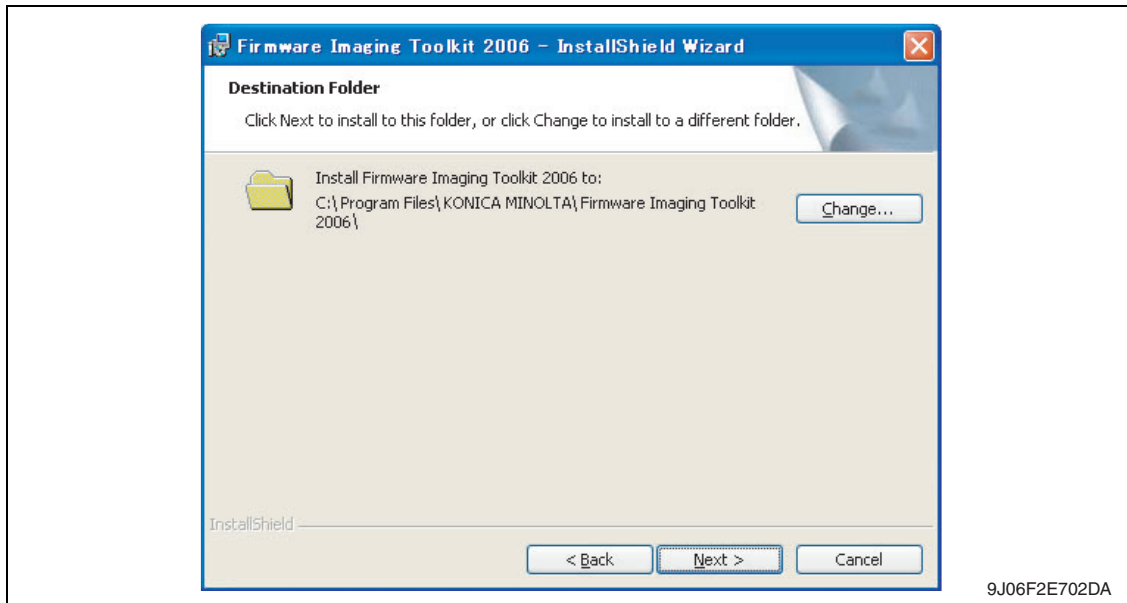 Firmware Imaging Toolkit 2006 - InstallShield Wizard
Destination Folder
Click Next to install to this folder, or click Change to install to a different folder.
Install Firmware Imaging Toolkit 2006 to:
C:\Program Files\KONICA MINOLTA\Firmware Imaging Toolkit
2006\
Change...
InstallShield
< Back
Next >
Cancel
9J06F2E702DA